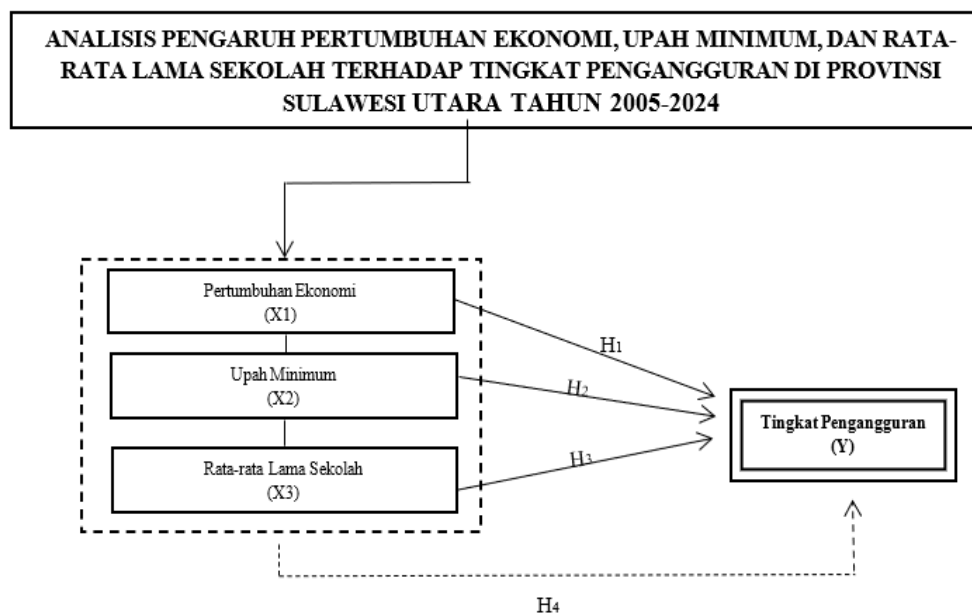 ANALISIS PENGARUH PERTUMBUHAN EKONOMI, UPAH MINIMUM, DAN RATA-
RATA LAMA SEKOLAH TERHADAP TINGKAT PENGANGGURAN DI PROVINSI
SULAWESI UTARA TAHUN 2005-2024
Pertumbuhan Ekonomi
(X1)
H1
Upah Minimum
(X2)
H2
Rata-rata Lama Sekolah
(X3)
H3
Tingkat Pengangguran
(Y)
H4